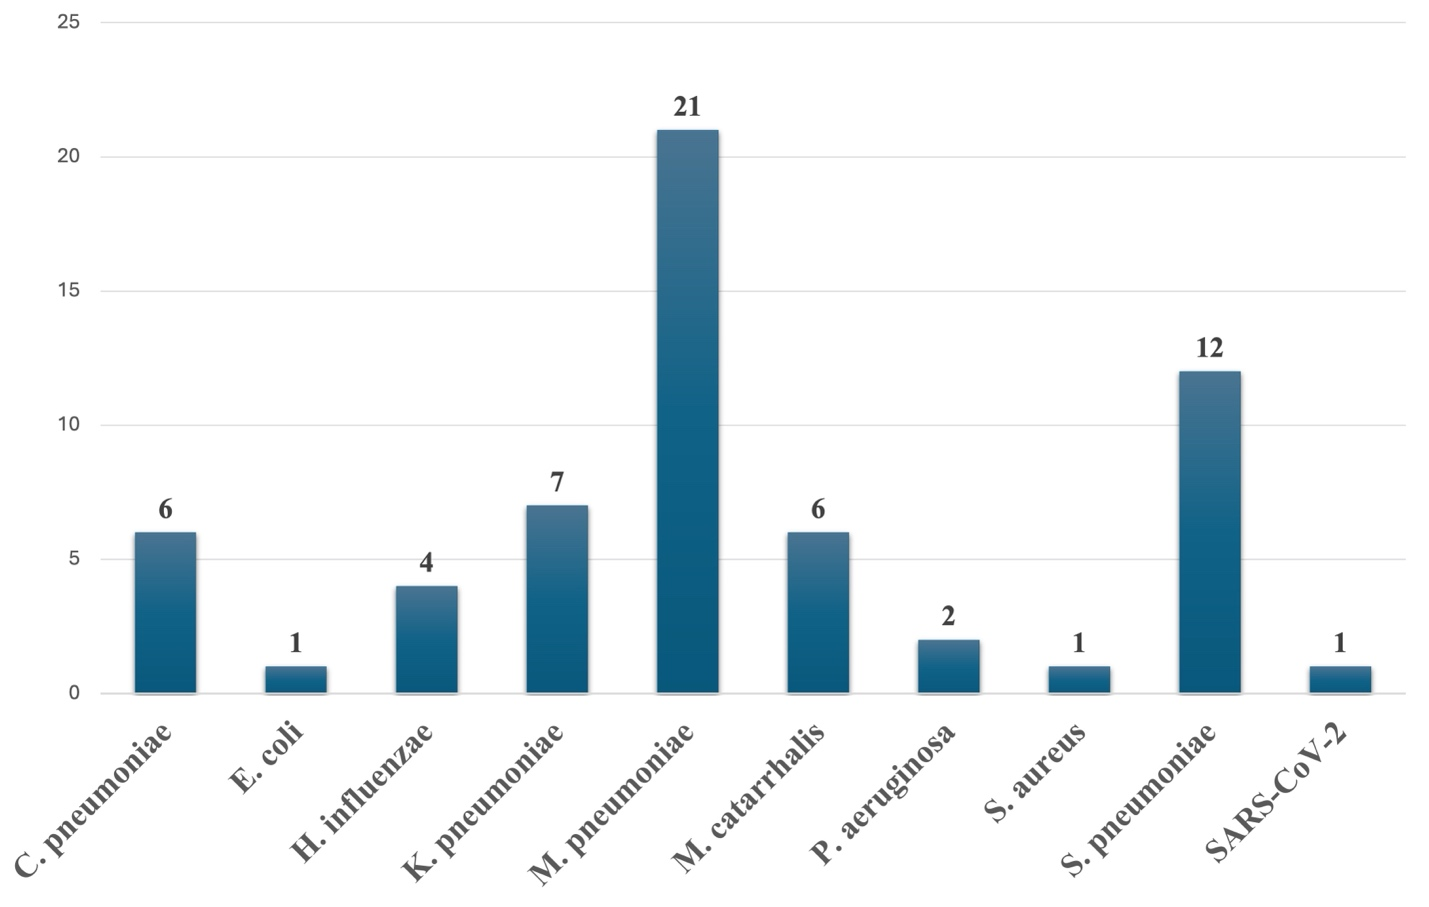 25
20
15
10
5
0
6
1
4
7
21
6
2
1
12
1
C. pneumoniae
E. coli
H. influenzae
K. pneumoniae
M. pneumoniae
M. catarrhalis
P. aeruginosa
S. aureus
S. pneumoniae
SARS-CoV-2